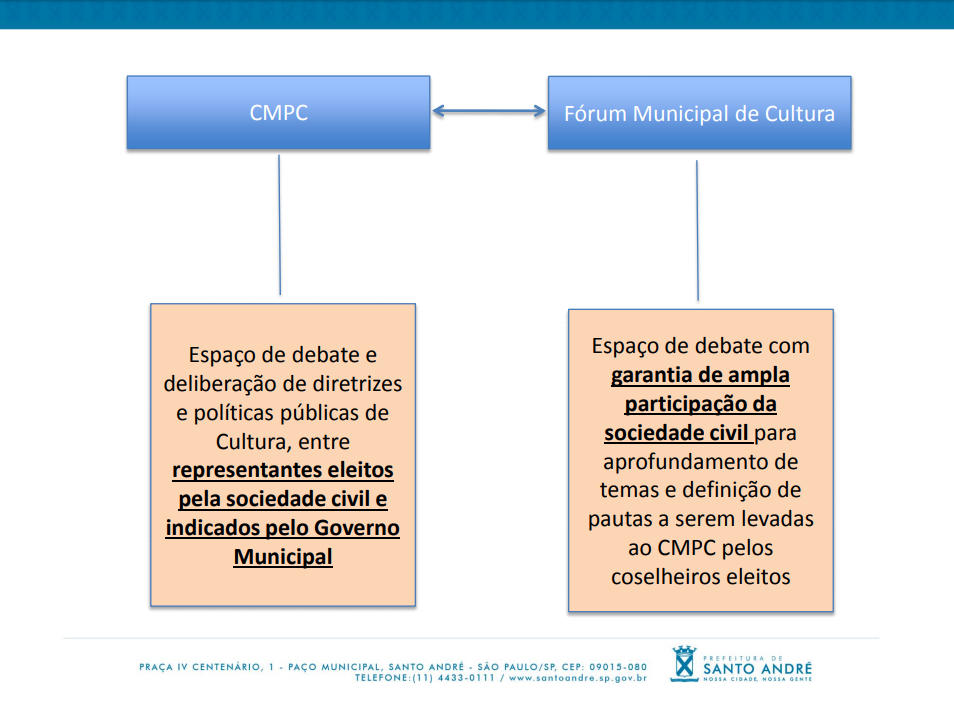 CMPC
Fórum Municipal de Cultura
Espaço de debate e
deliberação de diretrizes
e políticas públicas de
Cultura, entre
representantes eleitos
pela sociedade civil e
indicados pelo Governo
Municipal
Espaço de debate com
garantia de ampla
participação da
sociedade civil para
aprofundamento de
temas e definição de
pautas a serem levadas
ao CMPC pelos
coselheiros eleitos
PRAÇA IV CENTENÁRIO, 1 - PAÇO MUNICIPAL, SANTO ANDRÉ - SÃO PAULO/SP, CEP: 09015-080
TELEFONE:(11) 4433-0111 / www.santoandre.sp.gov.br
PREFEITURA DE
SANTO ANDRÉ
NOSSA CIDADE, NOSSA GENTE